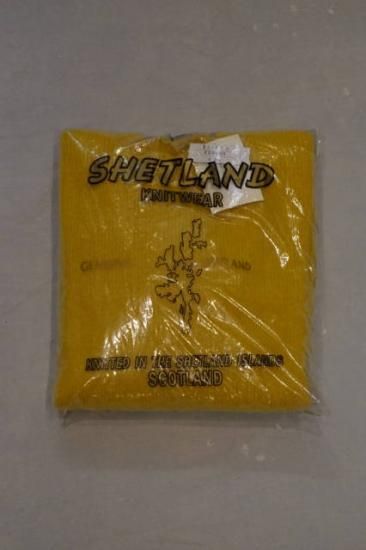 SHETLAND
KNITWEAR
KNITTED IN THE SHETLAND ISLANDS
SCOTLAND